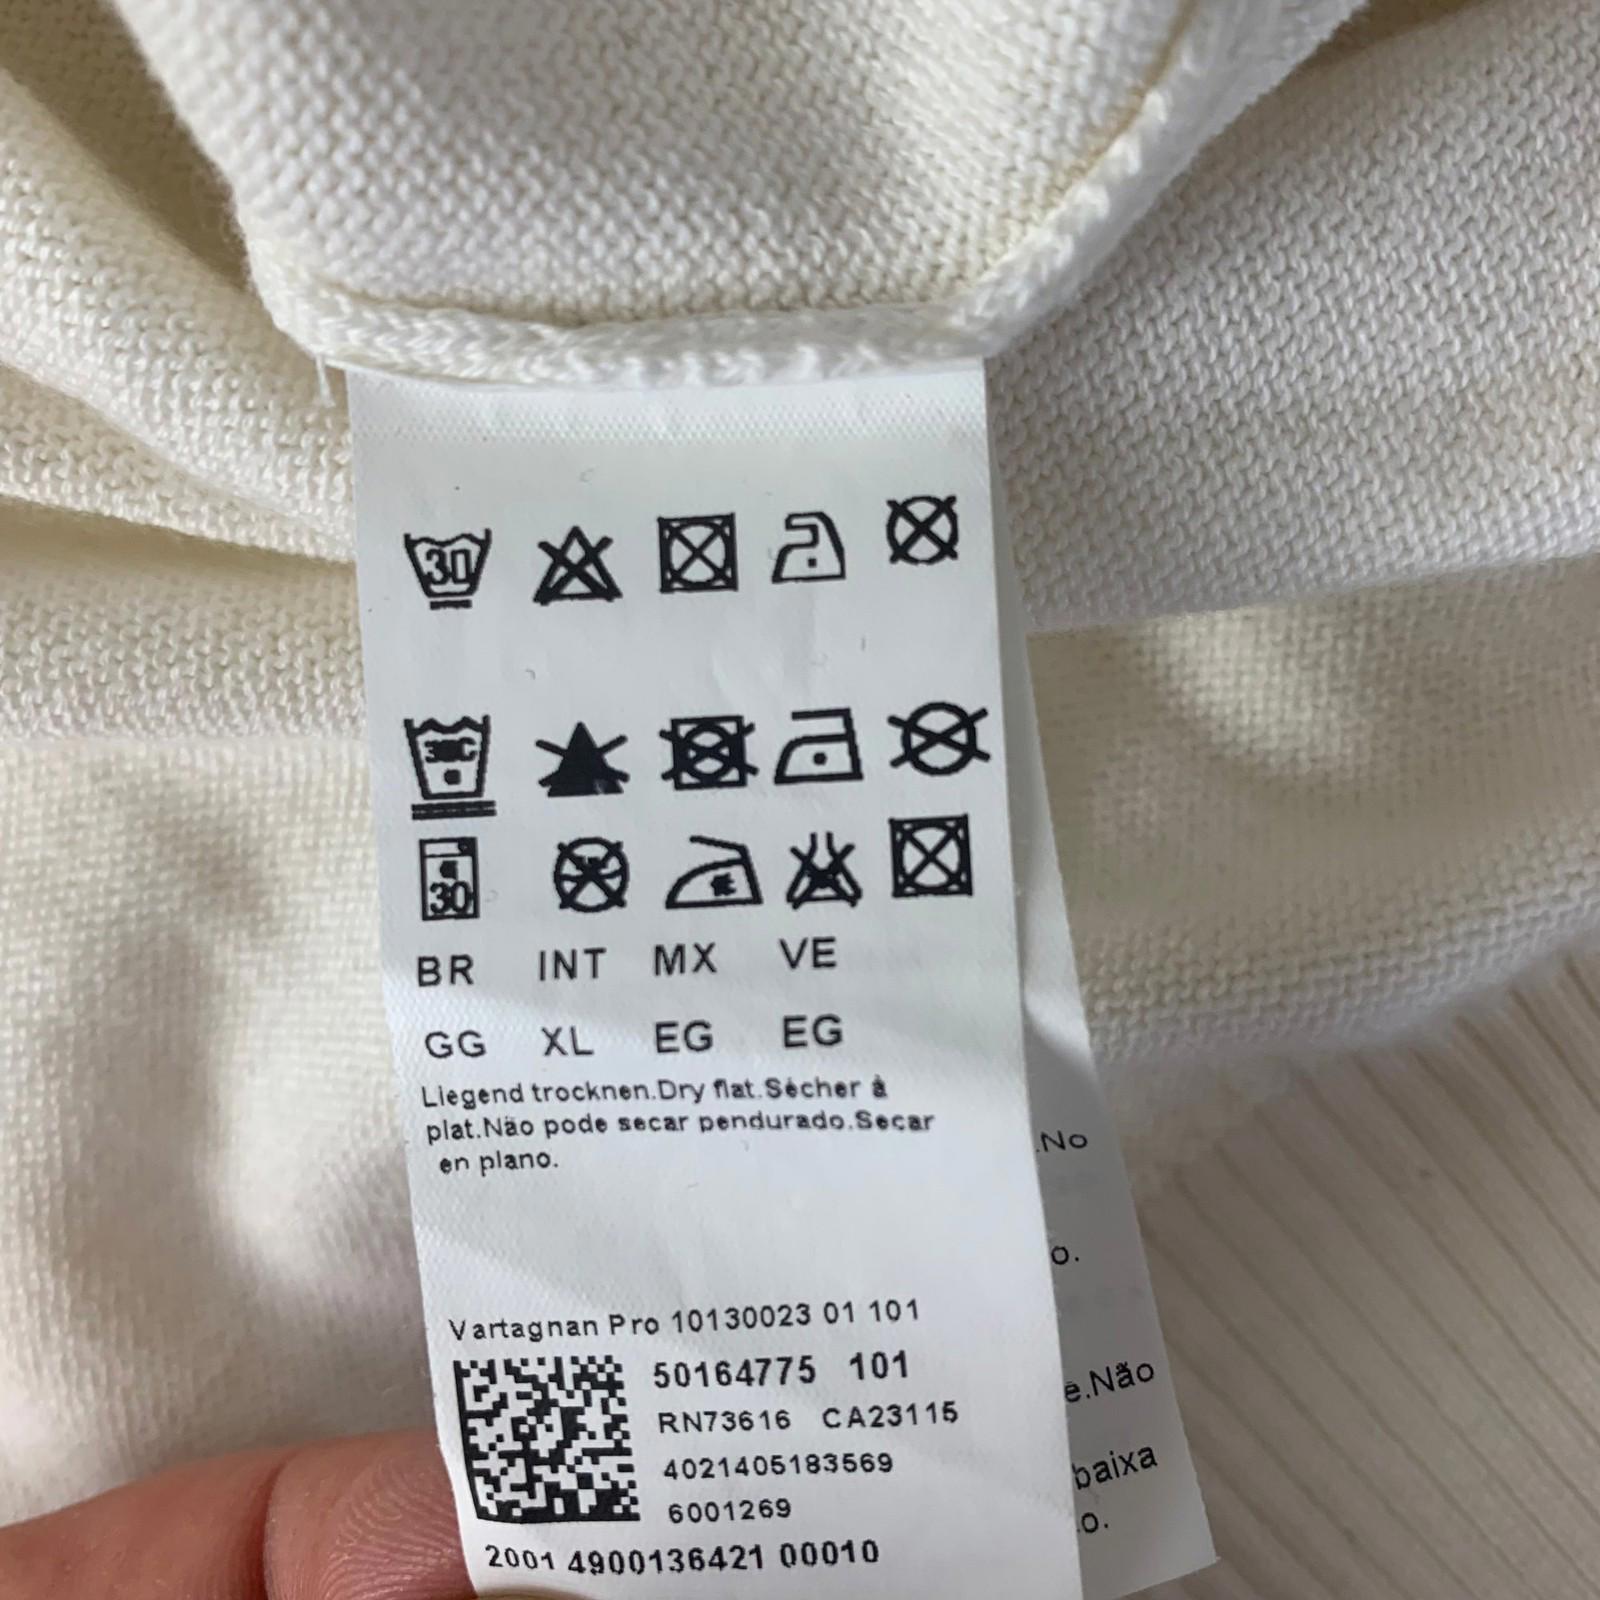 30
30C
30
BR INT MX VE
GG XL EG EG
Liegend trocknen.Dry flat.Sécher à
plat.Não pode secar pendurado.Secar
en plano.
.No
o.
Vartagnan Pro 10130023 01 101
50164775 101
e.Não
RN73616 CA23115
4021405183569
baixa
6001269
.o.
2001 4900136421 00010